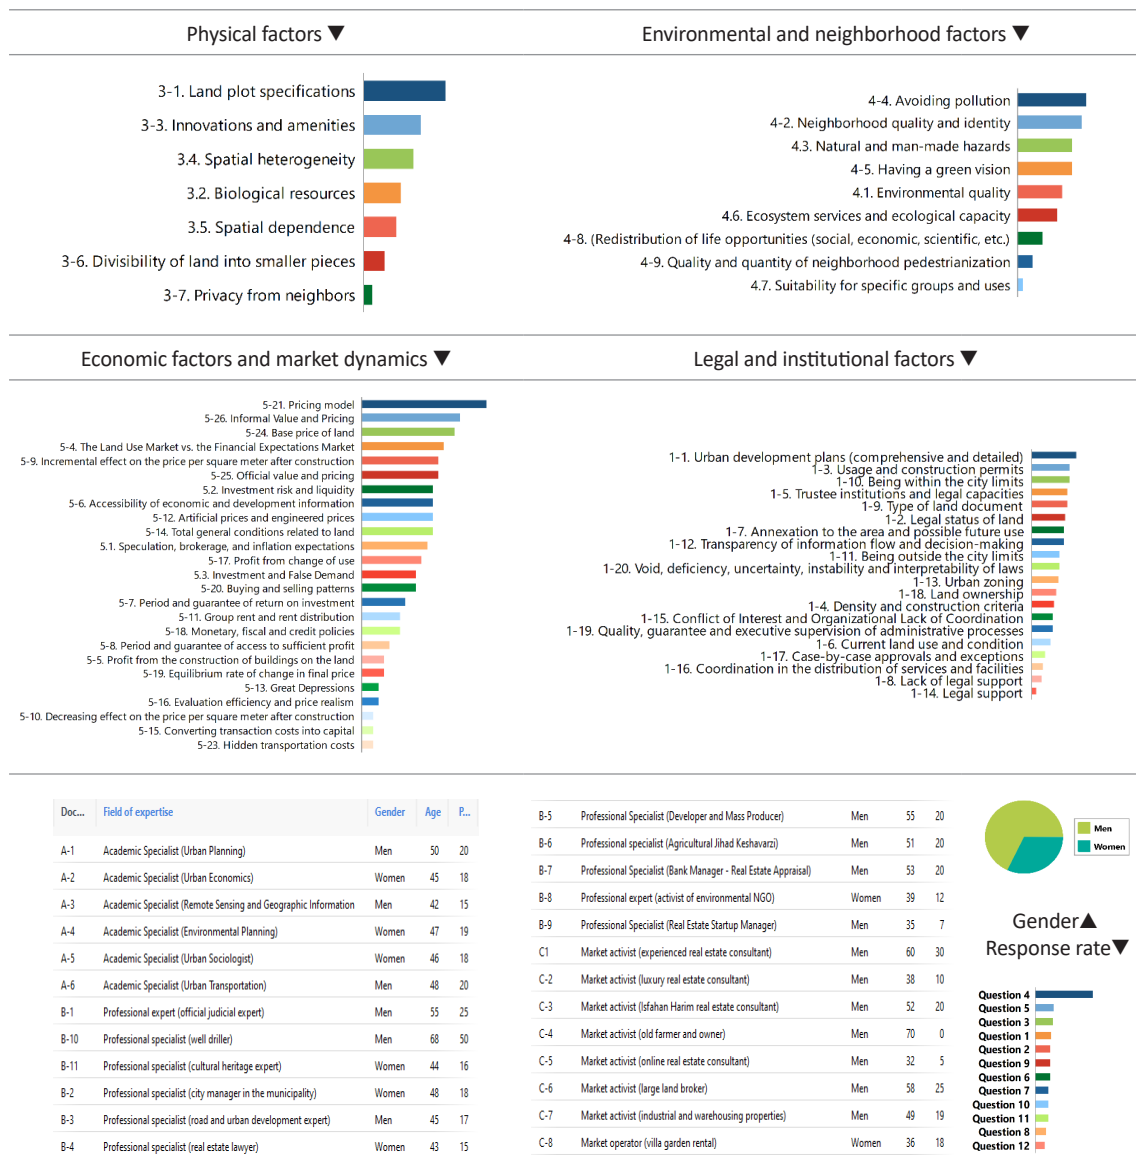 Physical factors ▼
3-1. Land plot specifications
3-3. Innovations and amenities
3.4. Spatial heterogeneity
3.2. Biological resources
3.5. Spatial dependence
3-6. Divisibility of land into smaller pieces
3-7. Privacy from neighbors
Environmental and neighborhood factors ▼
4-4. Avoiding pollution
4-2. Neighborhood quality and identity
4.3. Natural and man-made hazards
4-5. Having a green vision
4.1. Environmental quality
4.6. Ecosystem services and ecological capacity
4-8. (Redistribution of life opportunities (social, economic, scientific, etc.)
4-9. Quality and quantity of neighborhood pedestrianization
4.7. Suitability for specific groups and uses
Economic factors and market dynamics ▼
5-21. Pricing model
5-26. Informal Value and Pricing
5-24. Base price of land
5-4. The Land Use Market vs. the Financial Expectations Market
5-9. Incremental effect on the price per square meter after construction
5-25. Official value and pricing
5.2. Investment risk and liquidity
5-6. Accessibility of economic and development information
5-12. Artificial prices and engineered prices
5-14. Total general conditions related to land
5.1. Speculation, brokerage, and inflation expectations
5-17. Profit from change of use
5.3. Investment and False Demand
5-20. Buying and selling patterns
5-7. Period and guarantee of return on investment
5-11. Group rent and rent distribution
5-18. Monetary, fiscal and credit policies
5-8. Period and guarantee of access to sufficient profit
5-5. Profit from the construction of buildings on the land
5-19. Equilibrium rate of change in final price
5-13. Great Depressions
5-16. Evaluation efficiency and price realism
5-10. Decreasing effect on the price per square meter after construction
5-15. Converting transaction costs into capital
5-23. Hidden transportation costs
Legal and institutional factors ▼
1-1. Urban development plans (comprehensive and detailed)
1-3. Usage and construction permits
1-10. Being within the city limits
1-5. Trustee institutions and legal capacities
1-9. Type of land document
1-2. Legal status of land
1-7. Annexation to the area and possible future use
1-12. Transparency of information flow and decision-making
1-11. Being outside the city limits
1-20. Void, deficiency, uncertainty, instability and interpretability of laws
1-13. Urban zoning
1-18. Land ownership
1-4. Density and construction criteria
1-15. Conflict of Interest and Organizational Lack of Coordination
1-19. Quality, guarantee and executive supervision of administrative processes
1-6. Current land use and condition
1-17. Case-by-case approvals and exceptions
1-16. Coordination in the distribution of services and facilities
1-8. Lack of legal support
1-14. Legal support
Doc... Field of expertise Gender Age P...
A-1 Academic Specialist (Urban Planning) Men 50 20
A-2 Academic Specialist (Urban Economics) Women 45 18
A-3 Academic Specialist (Remote Sensing and Geographic Information Men 42 15
A-4 Academic Specialist (Environmental Planning) Women 47 19
A-5 Academic Specialist (Urban Sociologist) Women 46 18
A-6 Academic Specialist (Urban Transportation) Men 48 20
B-1 Professional expert (official judicial expert) Men 55 25
B-10 Professional specialist (well driller) Men 68 50
B-11 Professional specialist (cultural heritage expert) Women 44 16
B-2 Professional specialist (city manager in the municipality) Women 48 18
B-3 Professional specialist (road and urban development expert) Men 45 17
B-4 Professional specialist (real estate lawyer) Women 43 15
B-5 Professional Specialist (Developer and Mass Producer) Men 55 20
B-6 Professional specialist (Agricultural Jihad Keshavarzi) Men 51 20
B-7 Professional Specialist (Bank Manager - Real Estate Appraisal) Men 53 20
B-8 Professional expert (activist of environmental NGO) Women 39 12
B-9 Professional Specialist (Real Estate Startup Manager) Men 35 7
C1 Market activist (experienced real estate consultant) Men 60 30
C-2 Market activist (luxury real estate consultant) Men 38 10
C-3 Market activist (Isfahan Harim real estate consultant) Men 52 20
C-4 Market activist (old farmer and owner) Men 70 0
C-5 Market activist (online real estate consultant) Men 32 5
C-6 Market activist (large land broker) Men 58 25
C-7 Market activist (industrial and warehousing properties) Men 49 19
C-8 Market operator (villa garden rental) Women 36 18
Men
Women
Gender▲
Response rate▼
Question 4
Question 5
Question 3
Question 1
Question 2
Question 9
Question 6
Question 7
Question 10
Question 11
Question 8
Question 12